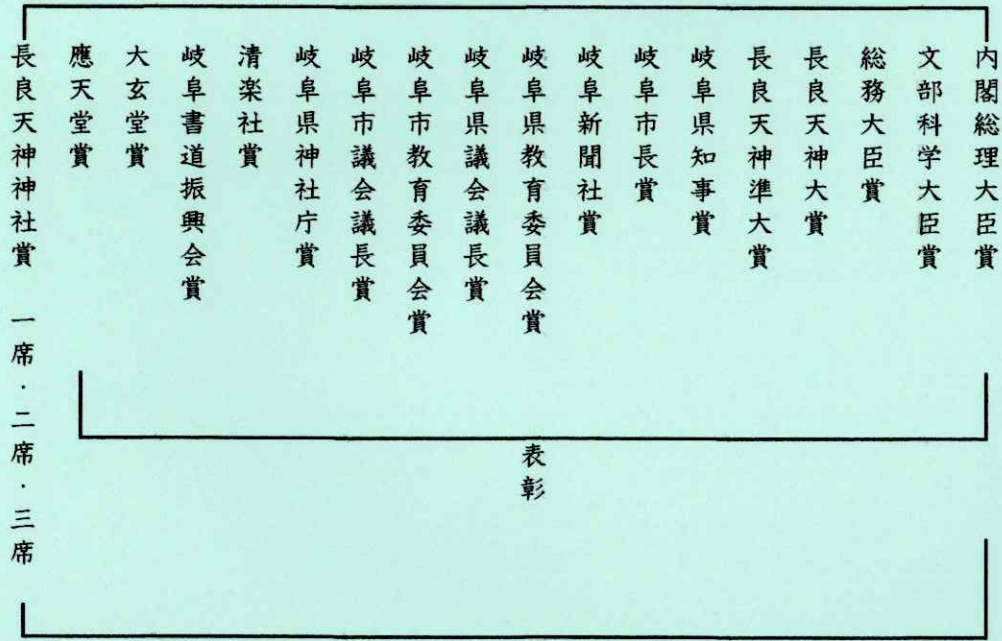 内閣総理大臣賞
文部科学大臣賞
総務大臣賞
長良天神大賞
長良天神準大賞
岐阜県知事賞
岐阜市長賞
岐阜新聞社賞
岐阜県教育委員会賞
岐阜県議会議長賞
岐阜市教育委員会賞
岐阜市議会議長賞
岐阜県神社庁賞
清楽社賞
岐阜書道振興会賞
大玄堂賞
應天堂賞
長良天神神社賞 一席・二席・三席
表彰